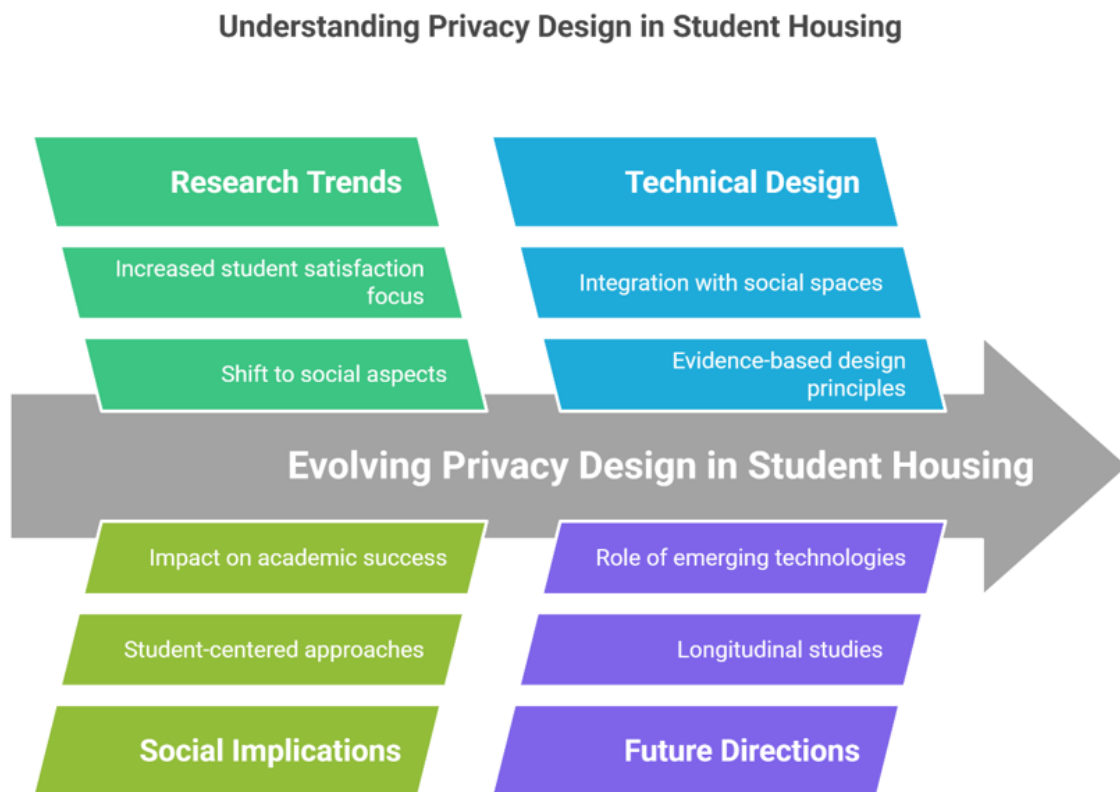 Understanding Privacy Design in Student Housing
Research Trends
Increased student satisfaction
focus
Shift to social aspects
Technical Design
Integration with social spaces
Evidence-based design
principles
Evolving Privacy Design in Student Housing
Impact on academic success
Student-centered approaches
Social Implications
Role of emerging technologies
Longitudinal studies
Future Directions